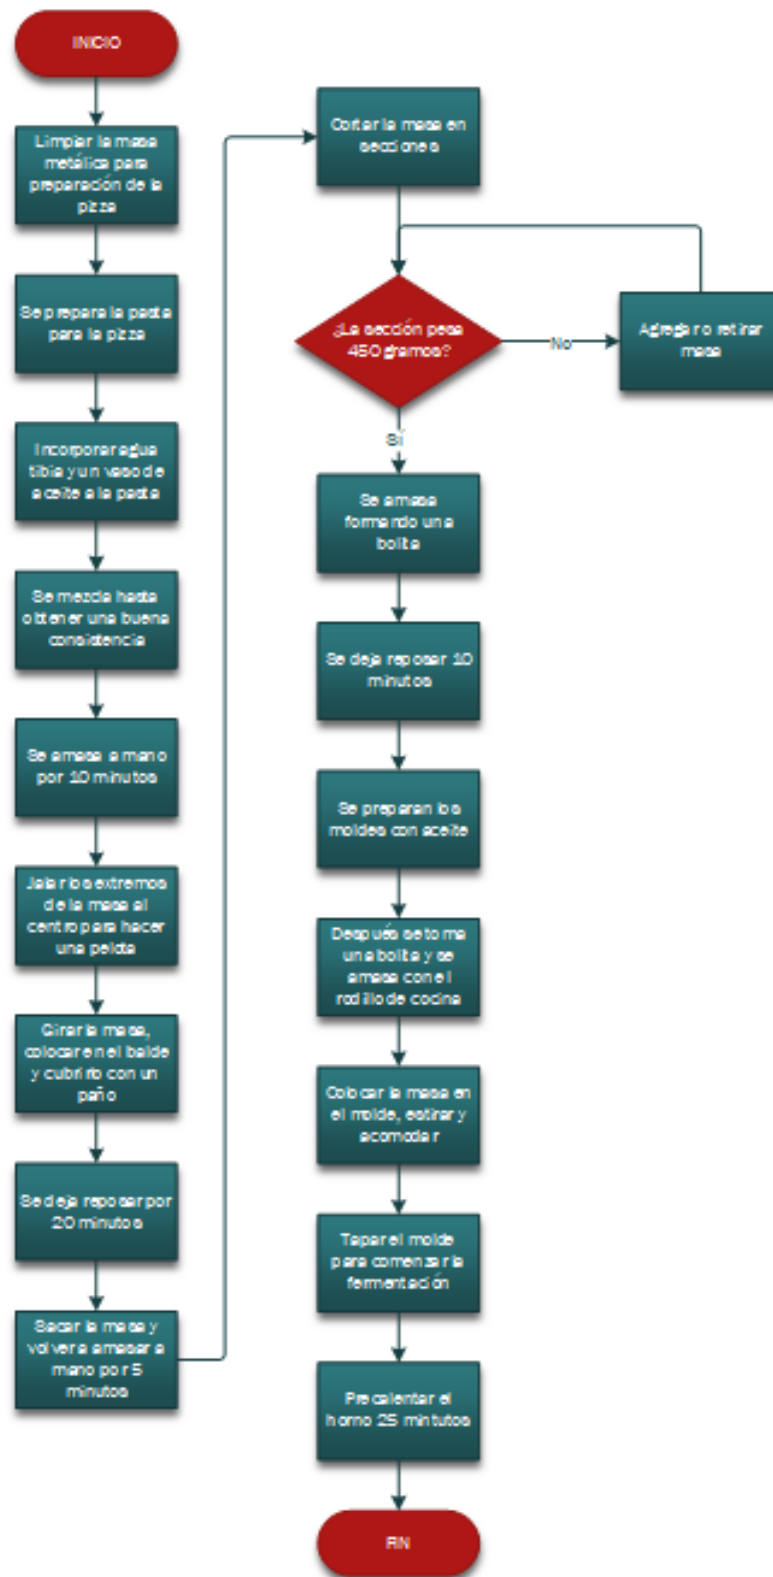 INICIO
Limpiar la masa
metálica para
preparación de la
pizza
Se prepara la pasta
para la pizza
Incorporar agua
tibia y un vaso de
aceite a la pasta
Se mezcla hasta
obtener una buena
consistencia
Se amasa a mano
por 10 minutos
Jalar los extremos
de la masa al
centro para hacer
una pelota
Girar la masa,
colocar en el balde
y cubrirlo con un
paño
Se deja reposar por
20 minutos
Sacar la masa y
volver a amasar a
mano por 5
minutos
Cortar la masa en
secciones
¿La sección pesa
450 gramos?
No
Agregar o retirar
masa
Sí
Se amasa
formando una
bolita
Se deja reposar 10
minutos
Se preparan los
moldes con aceite
Después se toma
una bolita y se
amasa con el
rodillo de cocina
Colocar la masa en
el molde, estirar y
acomodar
Tapar el molde
para comenzar la
fermentación
Precalentar el
horno 25 mintutos
FIN